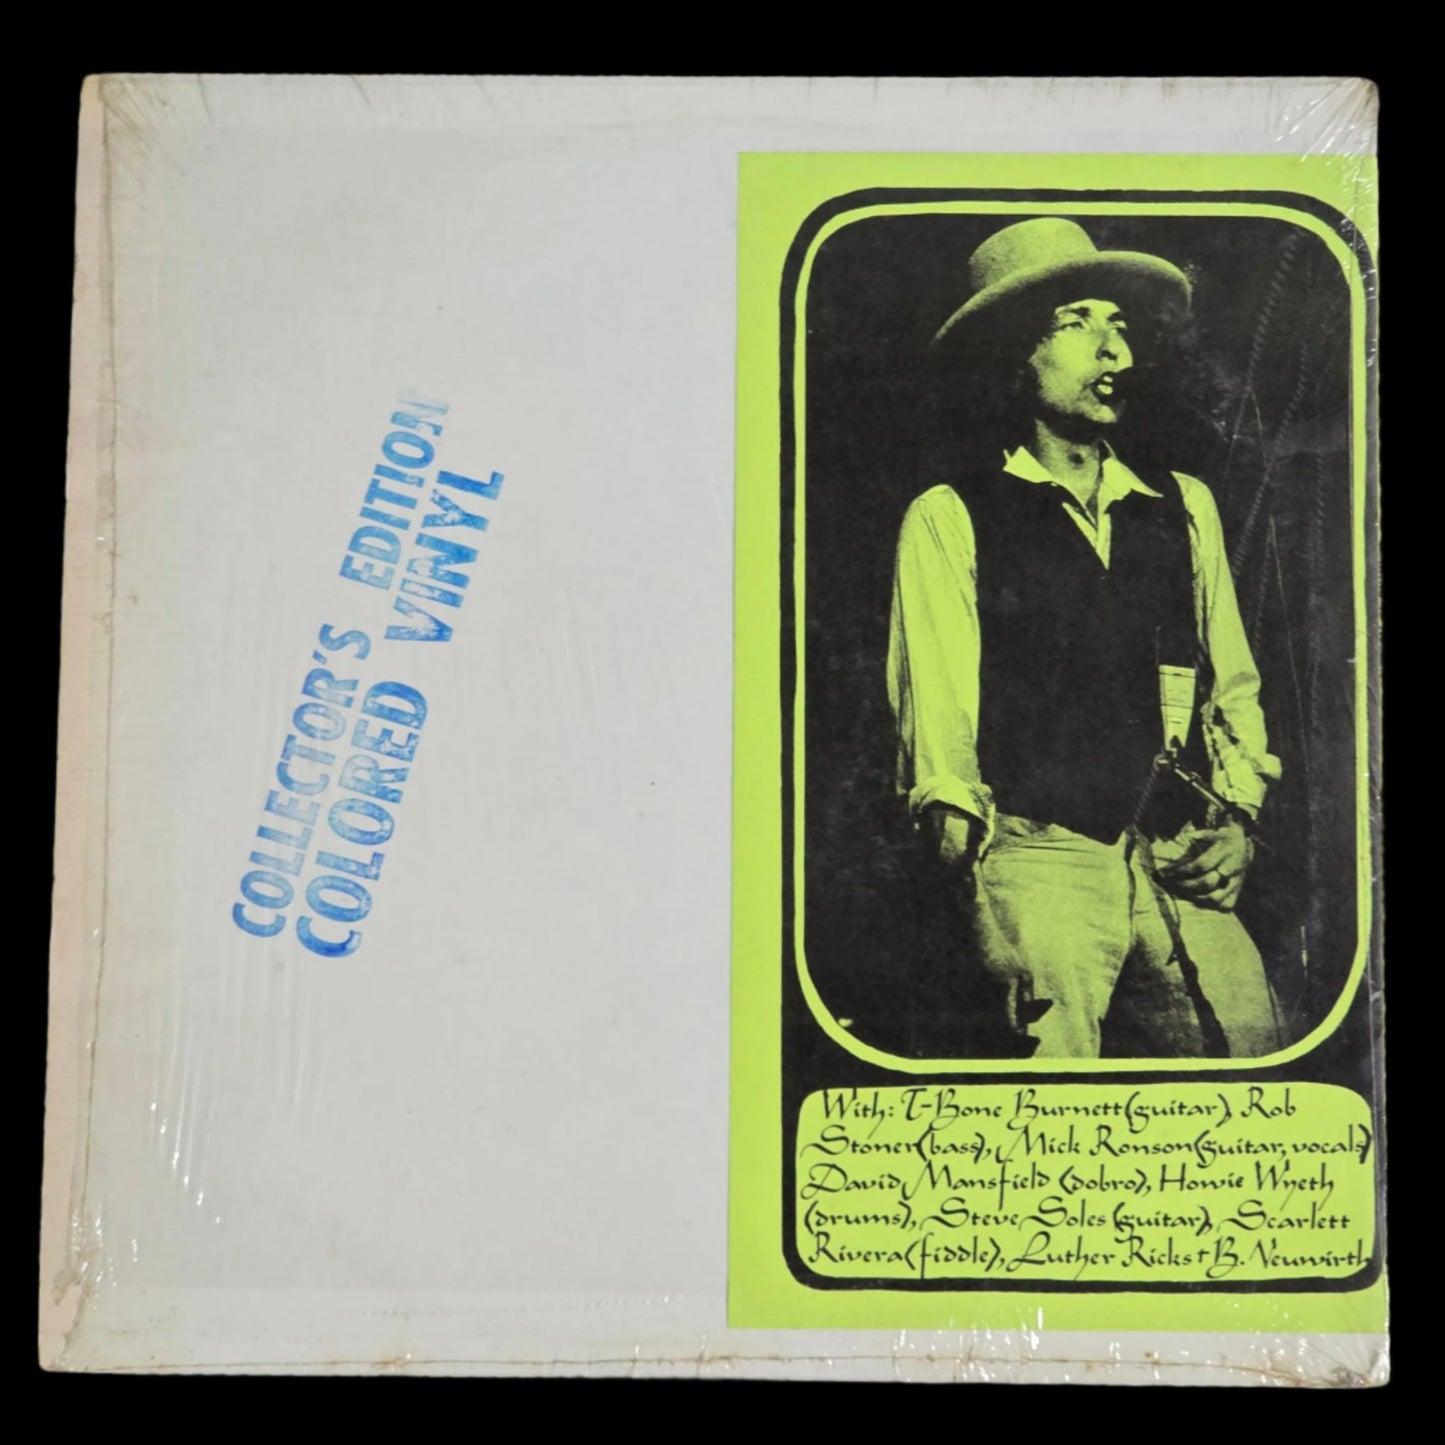 COLLECTOR'S EDITION
COLORED VINYL
With: T-Bone Burnett(guitar), Rob
Stoner(bass), Mick Ronson(guitar, vocals)
David Mansfield (dobro), Howie Wyeth
(drums), Steve Soles (guitar), Scarlett
Rivera (fiddle), Luther Ricks + B. Neuwirth